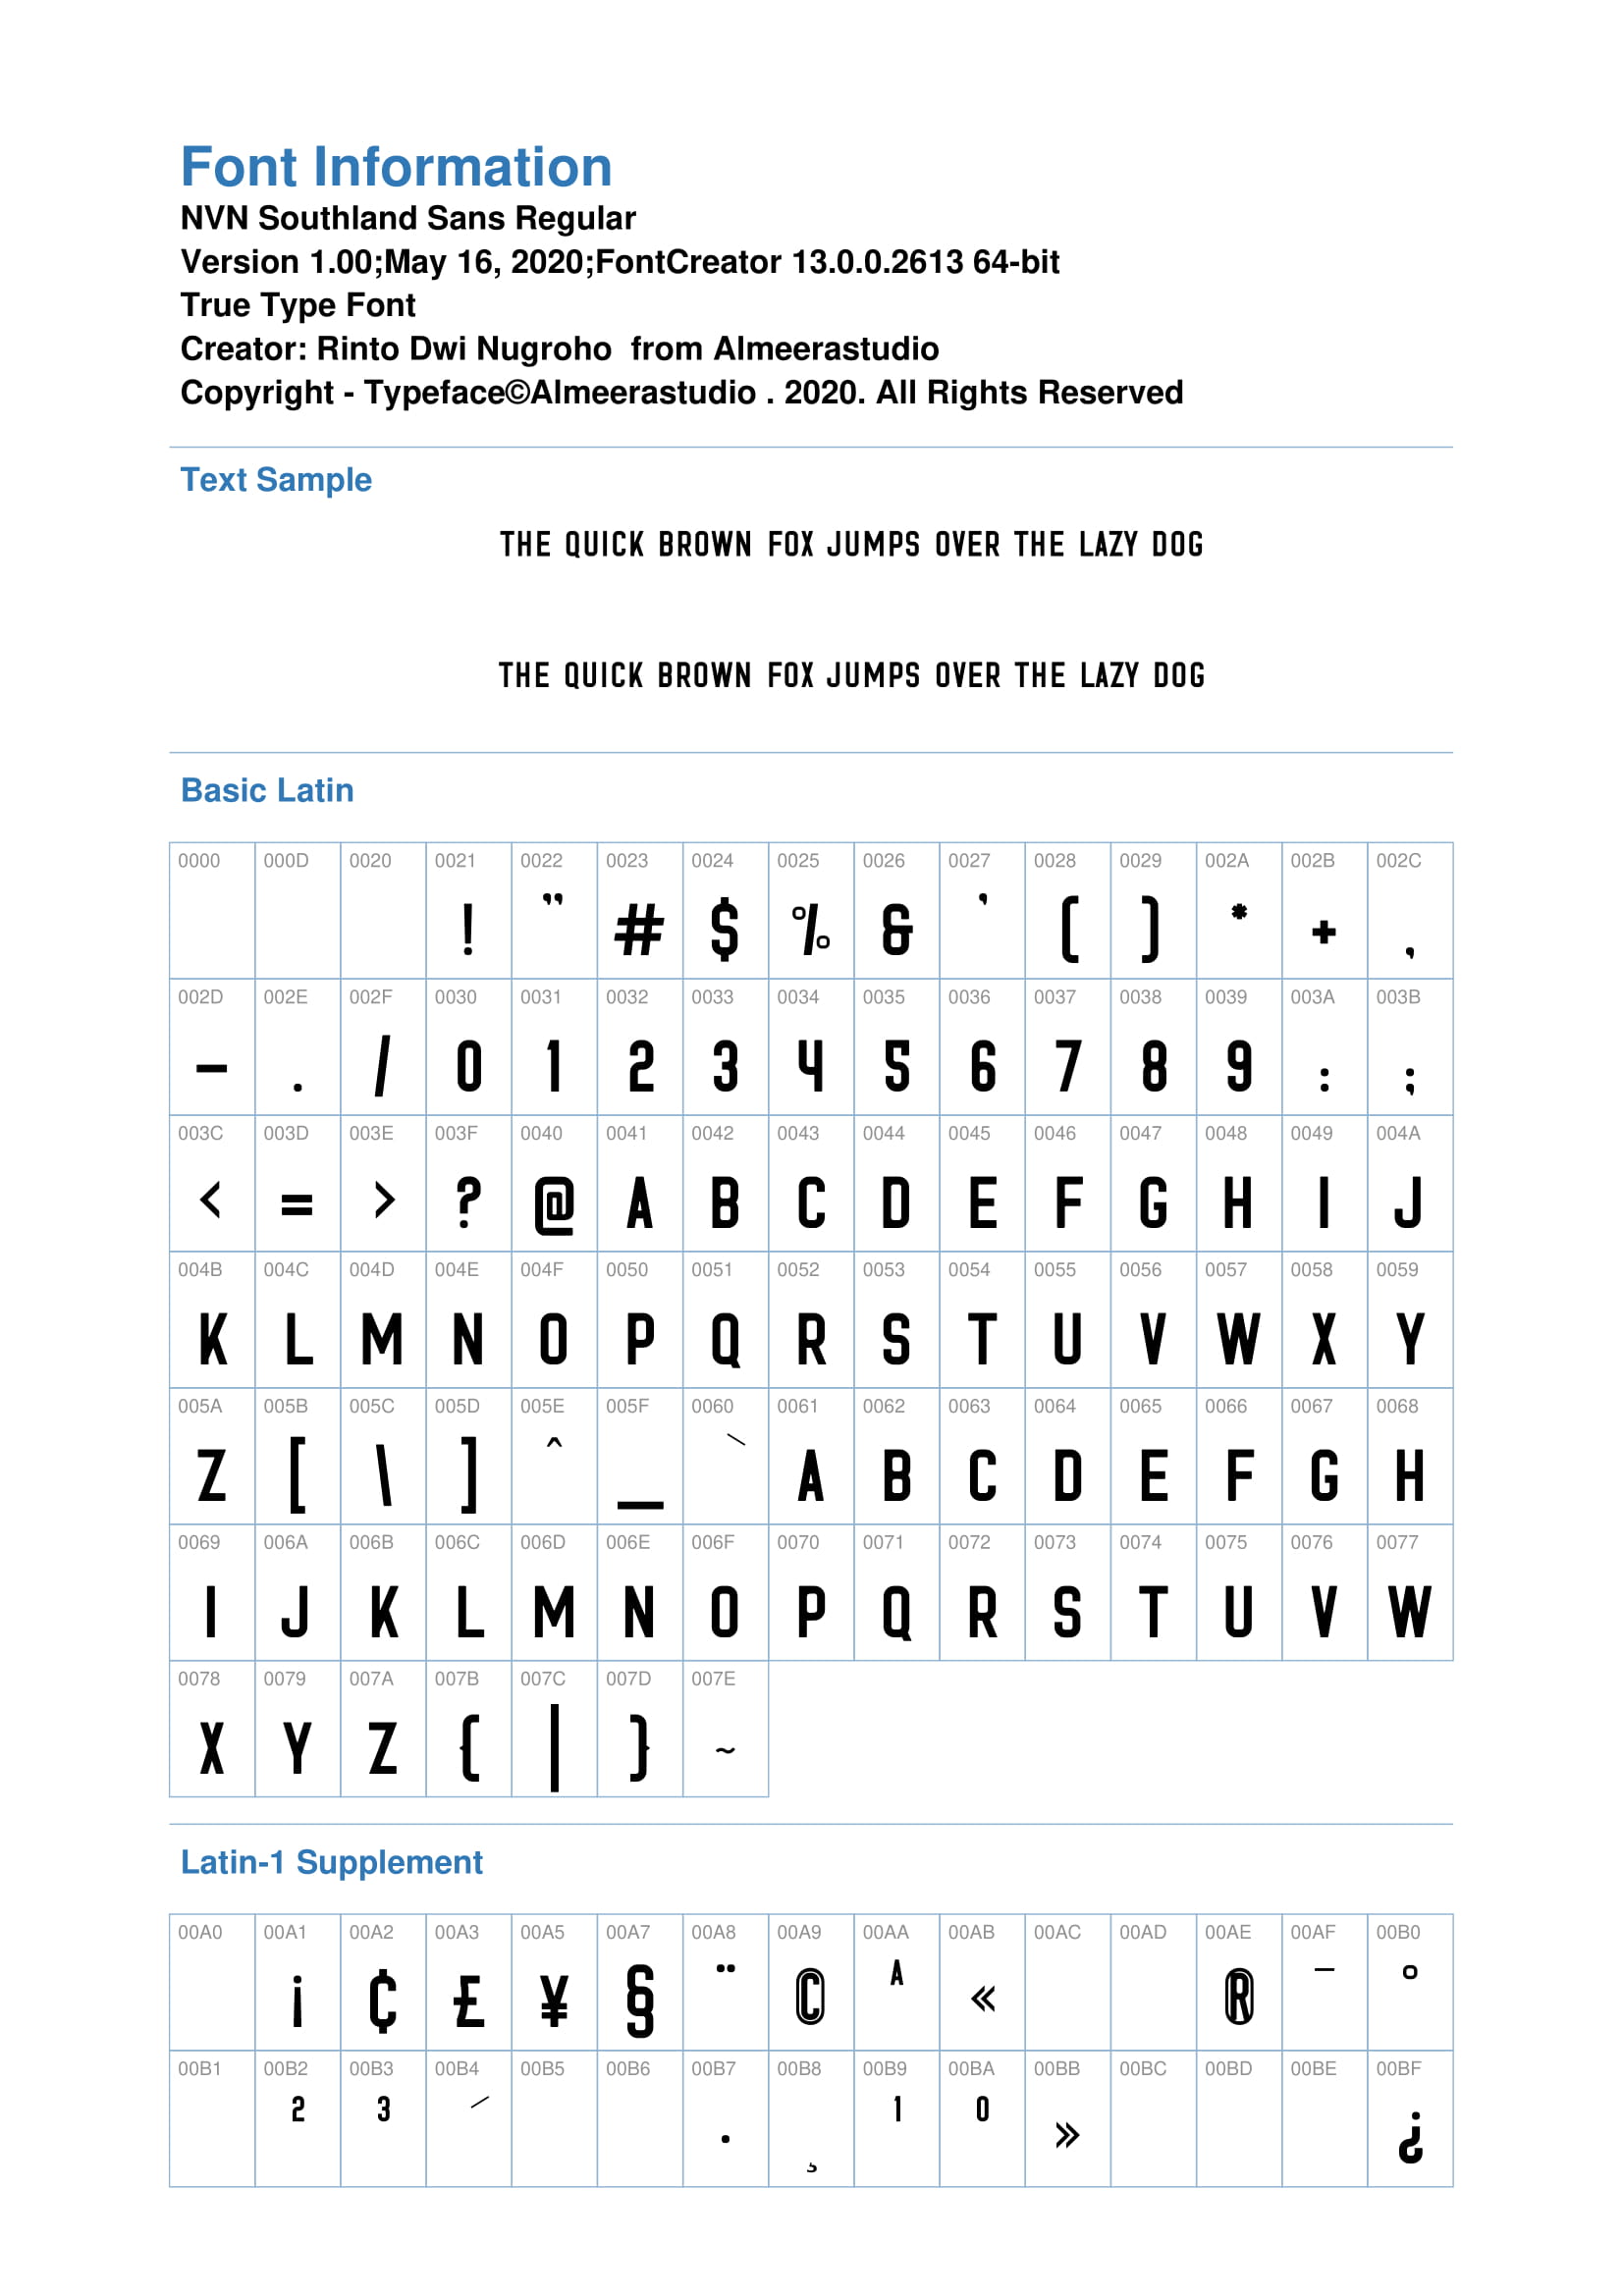 Font Information
NVN Southland Sans Regular
Version 1.00;May 16, 2020;FontCreator 13.0.0.2613 64-bit
True Type Font
Creator: Rinto Dwi Nugroho  from Almeerastudio
Copyright - Typeface©Almeerastudio . 2020. All Rights Reserved
Text Sample
THE QUICK BROWN FOX JUMPS OVER THE LAZY DOG
THE QUICK BROWN FOX JUMPS OVER THE LAZY DOG
Basic Latin
0000 000D 0020 0021 0022 0023 0024 0025 0026 0027 0028 0029 002A 002B 002C
! " # $ % & ' ( ) * + ,
002D 002E 002F 0030 0031 0032 0033 0034 0035 0036 0037 0038 0039 003A 003B
- . / 0 1 2 3 4 5 6 7 8 9 : ;
003C 003D 003E 003F 0040 0041 0042 0043 0044 0045 0046 0047 0048 0049 004A
< = > ? @ A B C D E F G H I J
004B 004C 004D 004E 004F 0050 0051 0052 0053 0054 0055 0056 0057 0058 0059
K L M N O P Q R S T U V W X Y
005A 005B 005C 005D 005E 005F 0060 0061 0062 0063 0064 0065 0066 0067 0068
Z [ \ ] ^ _ ` A B C D E F G H
0069 006A 006B 006C 006D 006E 006F 0070 0071 0072 0073 0074 0075 0076 0077
I J K L M N O P Q R S T U V W
0078 0079 007A 007B 007C 007D 007E
X Y Z { | } ~
Latin-1 Supplement
00A0 00A1 00A2 00A3 00A5 00A7 00A8 00A9 00AA 00AB 00AC 00AD 00AE 00AF 00B0
¡ ¢ £ ¥ § ¨ © ª « ® ¯ °
00B1 00B2 00B3 00B4 00B5 00B6 00B7 00B8 00B9 00BA 00BB 00BC 00BD 00BE 00BF
² ³ ´ · ¸ ¹ º » ¿